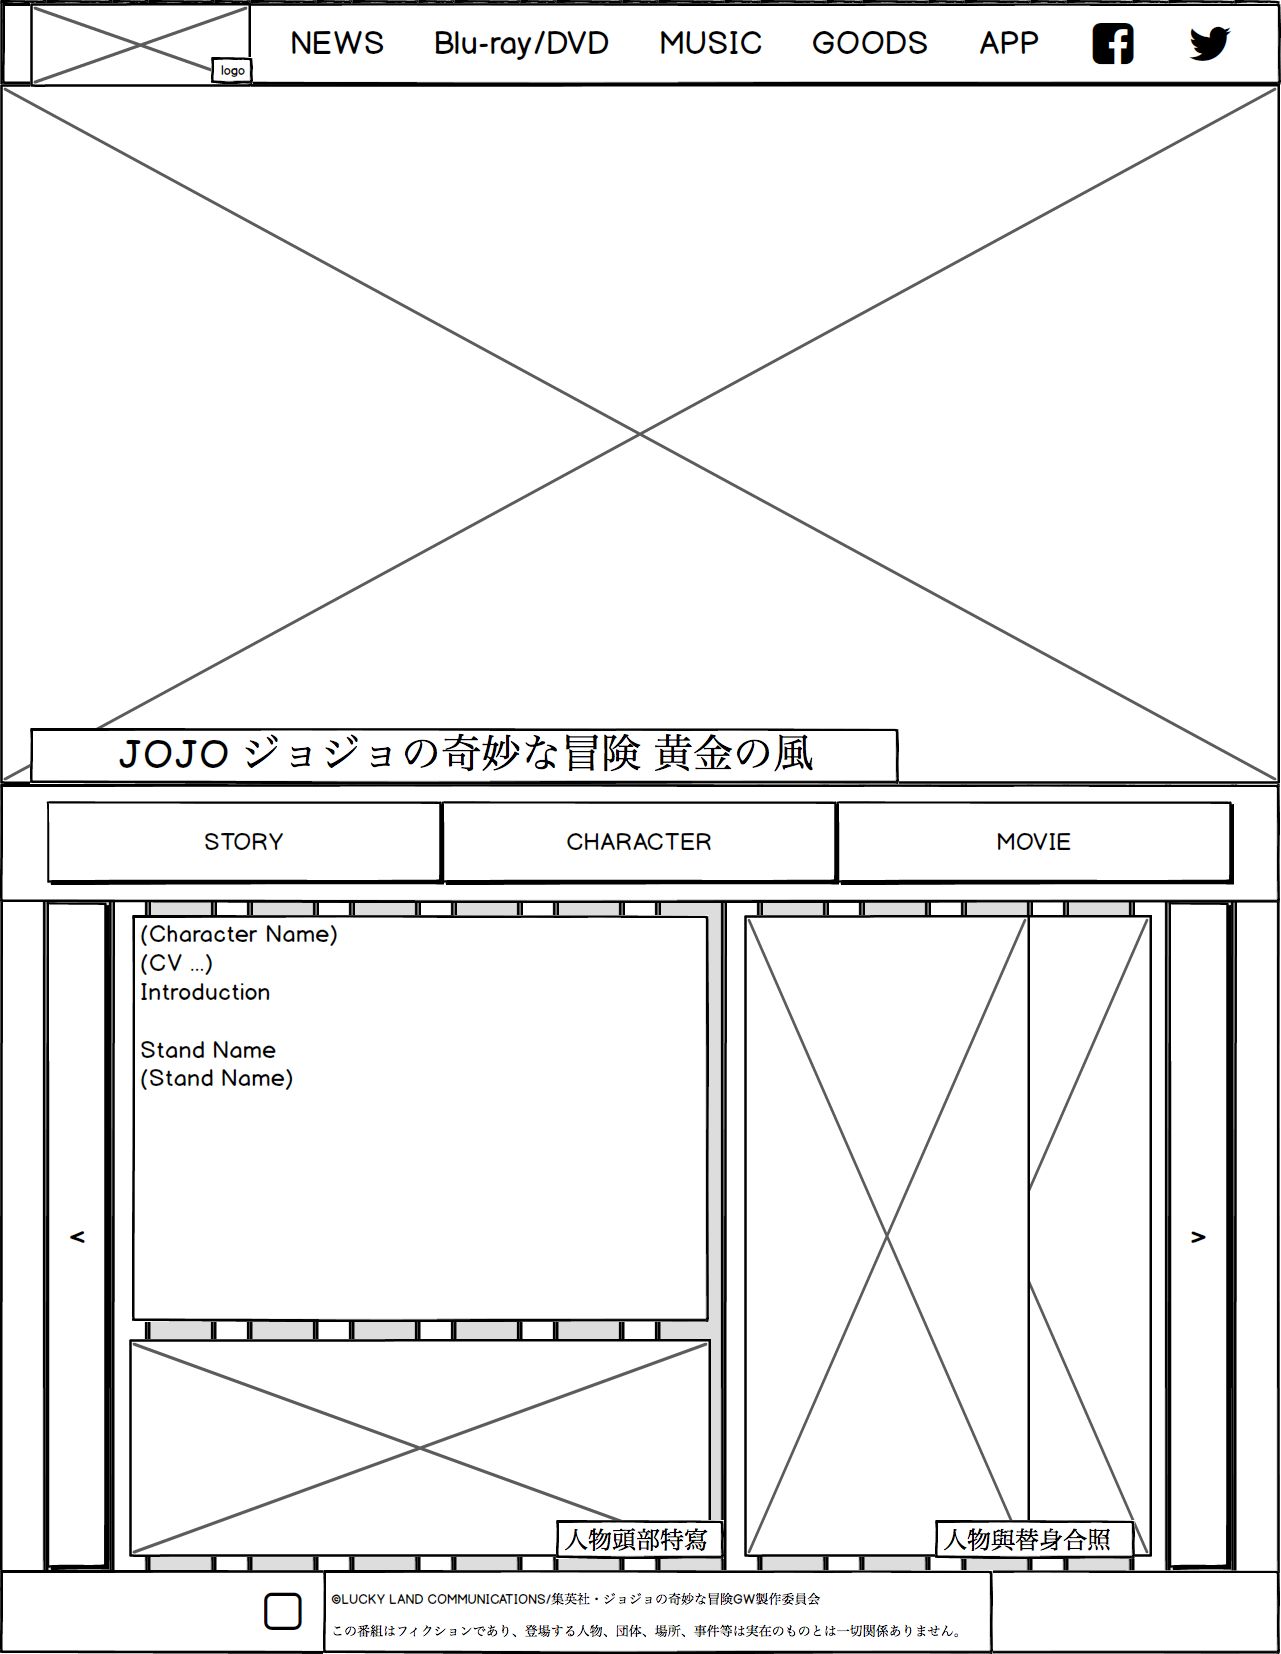 logo
NEWS Blu-ray/DVD MUSIC GOODS APP
JOJO ジョジョの奇妙な冒険 黄金の風
STORY CHARACTER MOVIE
(Character Name)
(CV ...)
Introduction
Stand Name
(Stand Name)
< >
人物頭部特寫
人物與替身合照
©LUCKY LAND COMMUNICATIONS/集英社・ジョジョの奇妙な冒険GW製作委員会
この番組はフィクションであり、登場する人物、団体、場所、事件等は実在のものとは一切関係ありません。